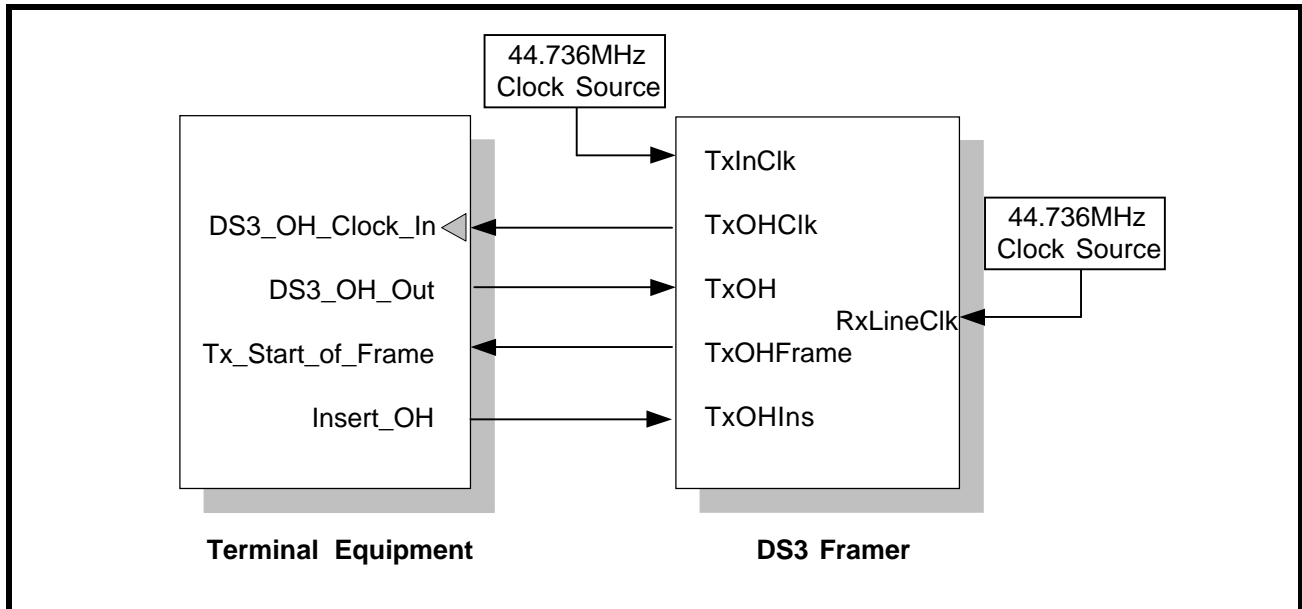 44.736MHz
Clock Source
TxInClk
DS3_OH_Clock_In
TxOHClk
44.736MHz
Clock Source
DS3_OH_Out
TxOH
RxLineClk
Tx_Start_of_Frame
TxOHFrame
Insert_OH
TxOHIns
Terminal Equipment
DS3 Framer